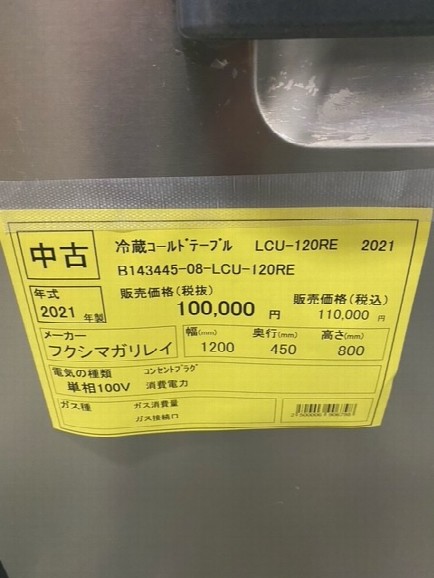 中古 冷蔵コールドテーブル LCU-120RE 2021
B143445-08-LCU-120RE
年式 2021 年製
販売価格(税抜) 100,000 円
販売価格(税込) 110,000 円
メーカー フクシマガリレイ
幅(mm) 奥行(mm) 高さ(mm)
1200 450 800
電気の種類 コンセントプラグ
単相100V 消費電力
ガス種 ガス消費量
ガス接続口